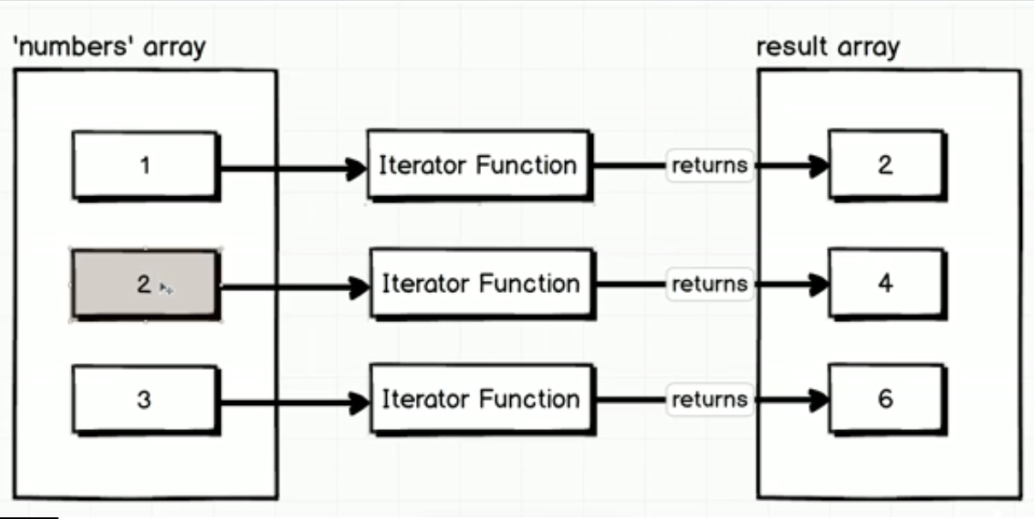 'numbers' array
result array
1
Iterator Function
returns
2
2
Iterator Function
returns
4
3
Iterator Function
returns
6